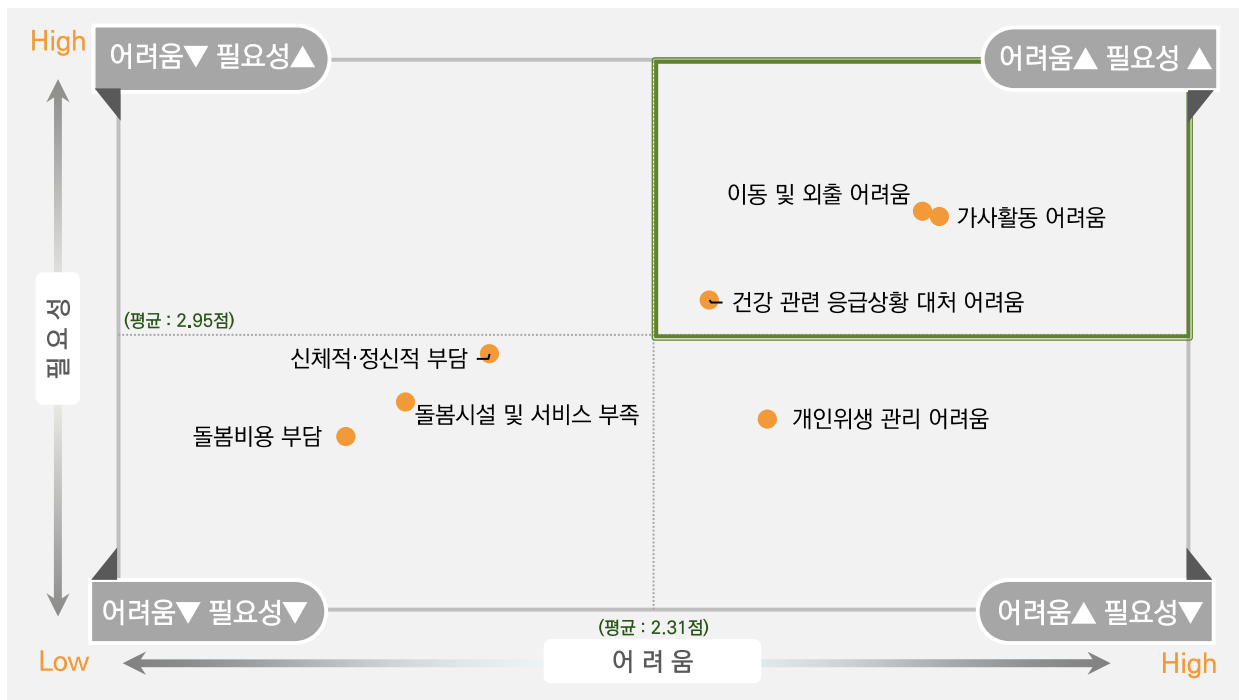 High
어려움▼ 필요성▲
어려움▲ 필요성 ▲
이동 및 외출 어려움
가사활동 어려움
건강 관련 응급상황 대처 어려움
필요성
(평균 : 2.95점)
신체적·정신적 부담
돌봄시설 및 서비스 부족
개인위생 관리 어려움
돌봄비용 부담
어려움▼ 필요성▼
어려움▲ 필요성▼
(평균 : 2.31점)
Low
어 려 움
High